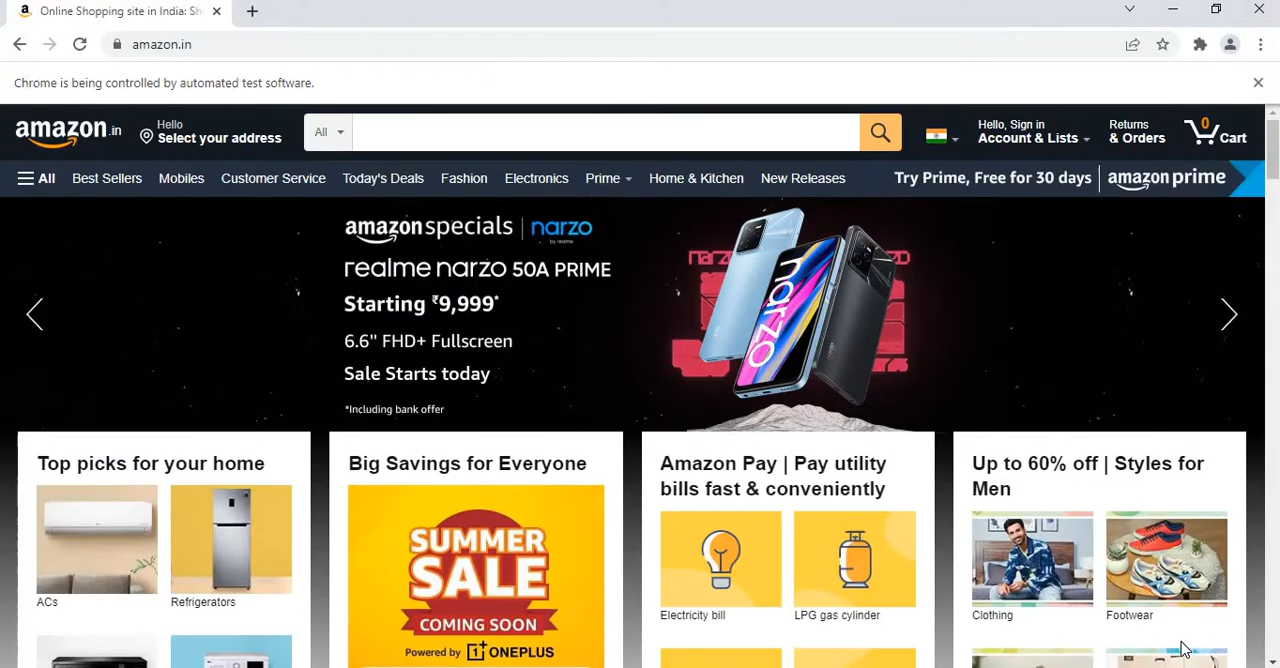 Online Shopping site in India: Sh
amazon.in
Chrome is being controlled by automated test software.
amazon.in
Hello
Select your address
All
Hello, Sign in
Account & Lists
Returns
& Orders
0
Cart
All
Best Sellers
Mobiles
Customer Service
Today's Deals
Fashion
Electronics
Prime
Home & Kitchen
New Releases
Try Prime, Free for 30 days
amazon prime
amazonspecials
narzo
by realme
realme narzo 50A PRIME
Starting ₹9,999*
6.6" FHD+ Fullscreen
Sale Starts today
*Including bank offer
narzo
Top picks for your home
ACs
Refrigerators
Big Savings for Everyone
SUMMER
SALE
COMING SOON
Powered by 1+ ONEPLUS
Amazon Pay | Pay utility
bills fast & conveniently
Electricity bill
LPG gas cylinder
Up to 60% off | Styles for
Men
Clothing
Footwear